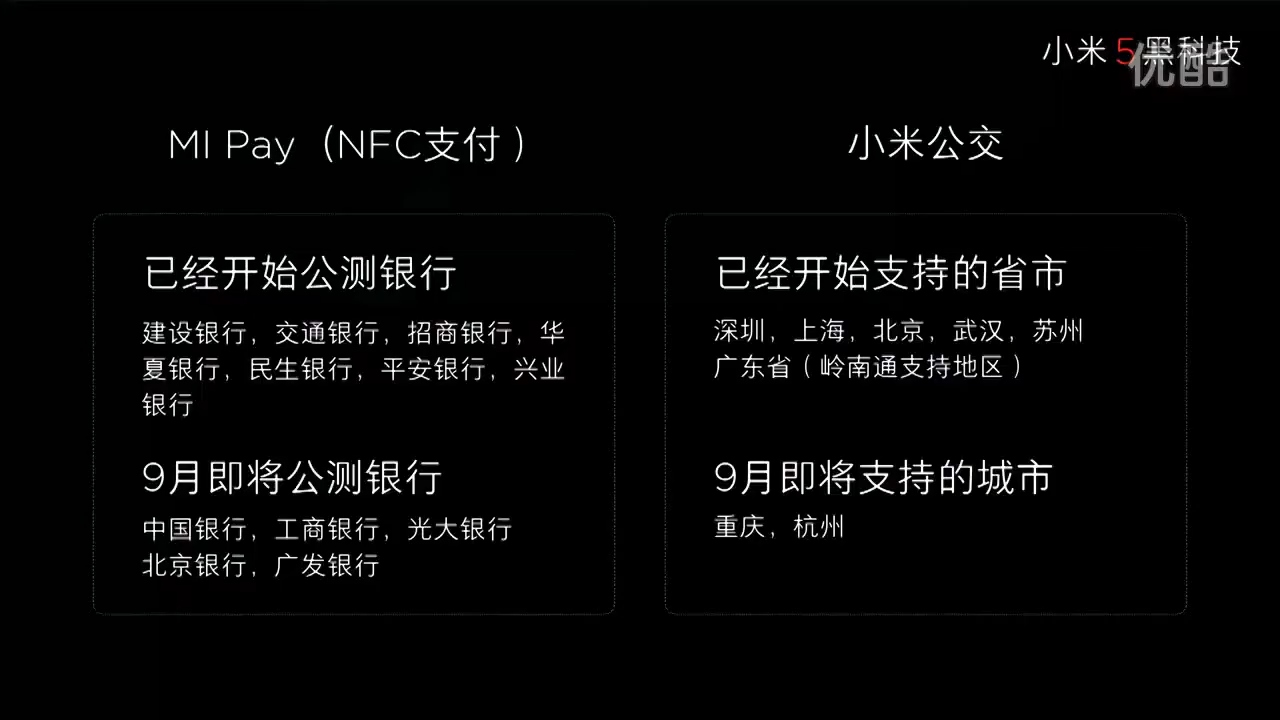 小米 5 黑科技
优酷
MI Pay（NFC支付）
已经开始公测银行
建设银行，交通银行，招商银行，华
夏银行，民生银行，平安银行，兴业
银行
9月即将公测银行
中国银行，工商银行，光大银行
北京银行，广发银行
小米公交
已经开始支持的省市
深圳，上海，北京，武汉，苏州
广东省（岭南通支持地区）
9月即将支持的城市
重庆，杭州